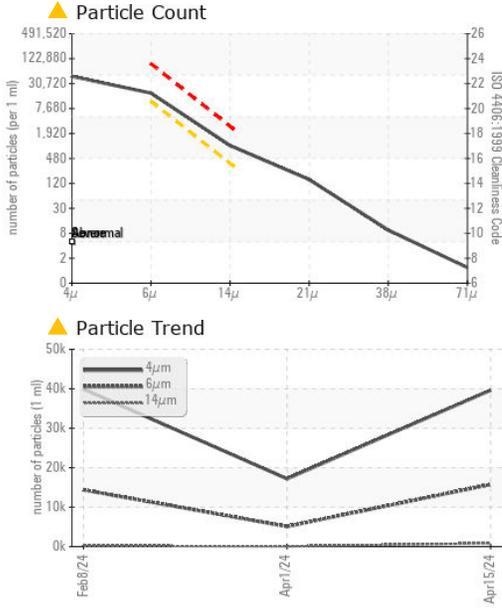 Particle Count
number of particles (per 1 ml)
491,520
122,880
30,720
7,680
1,920
480
120
30
8
2
0
Abnormal
4µ
6µ
14µ
21µ
38µ
71µ
26
24
22
20
18
16
14
12
10
8
6
ISO 4406:1999 Cleanliness Code
Particle Trend
number of particles (1 ml)
50k
40k
30k
20k
10k
0k
4µm
6µm
14µm
Feb8/24
Apr1/24
Apr15/24